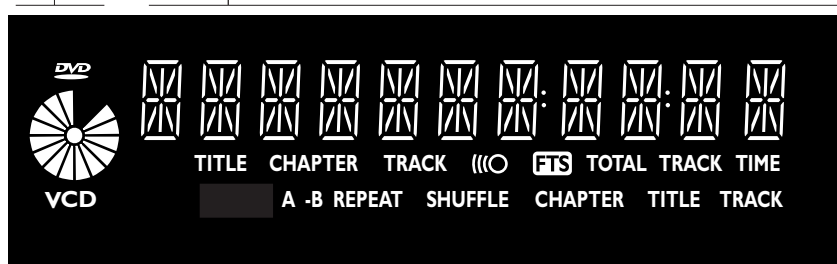 DVD
TITLE CHAPTER TRACK FTS TOTAL TRACK TIME
VCD A -B REPEAT SHUFFLE CHAPTER TITLE TRACK